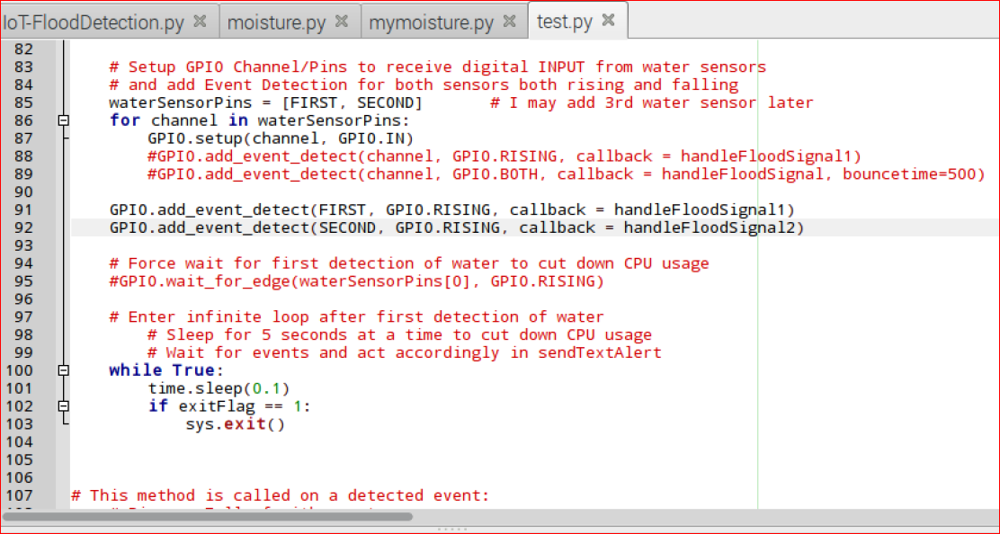 IoT-FloodDetection.py moisture.py mymoisture.py test.py
82
83 # Setup GPIO Channel/Pins to receive digital INPUT from water sensors
84 # and add Event Detection for both sensors both rising and falling
85 waterSensorPins = [FIRST, SECOND] # I may add 3rd water sensor later
86 for channel in waterSensorPins:
87 GPIO.setup(channel, GPIO.IN)
88 #GPIO.add_event_detect(channel, GPIO.RISING, callback = handleFloodSignal1)
89 #GPIO.add_event_detect(channel, GPIO.BOTH, callback = handleFloodSignal, bouncetime=500)
90
91 GPIO.add_event_detect(FIRST, GPIO.RISING, callback = handleFloodSignal1)
92 GPIO.add_event_detect(SECOND, GPIO.RISING, callback = handleFloodSignal2)
93
94 # Force wait for first detection of water to cut down CPU usage
95 #GPIO.wait_for_edge(waterSensorPins[0], GPIO.RISING)
96
97 # Enter infinite loop after first detection of water
98 # Sleep for 5 seconds at a time to cut down CPU usage
99 # Wait for events and act accordingly in sendTextAlert
100 while True:
101 time.sleep(0.1)
102 if exitFlag == 1:
103 sys.exit()
104
105
106
107 # This method is called on a detected event: